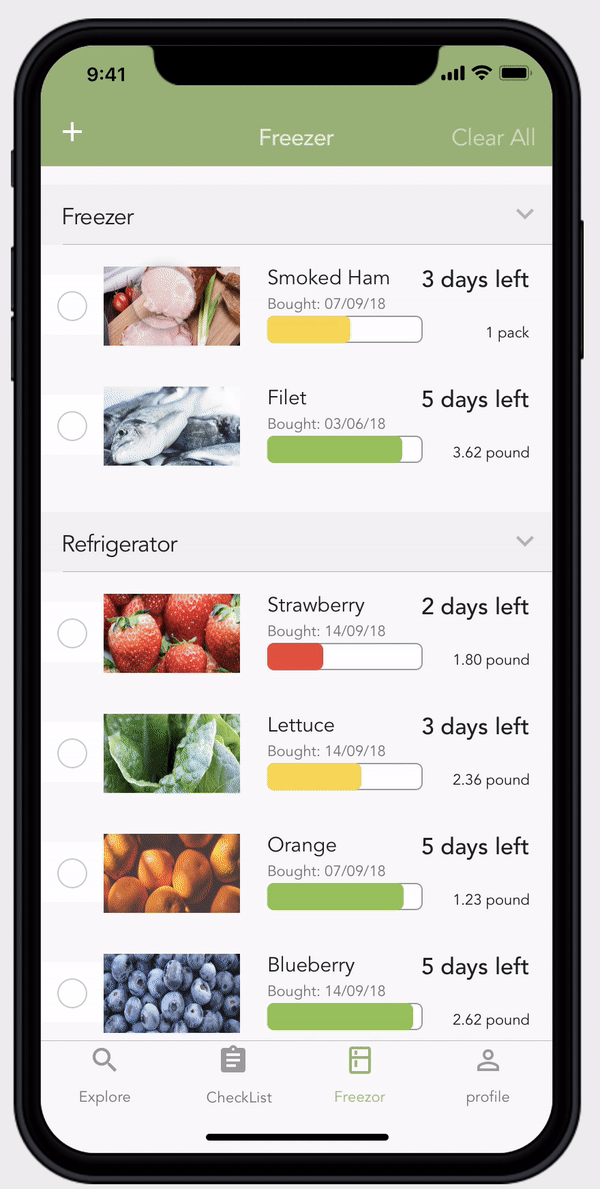 9:41
Freezer
Clear All
Freezer
Smoked Ham
3 days left
Bought: 07/09/18
1 pack
Filet
5 days left
Bought: 03/06/18
3.62 pound
Refrigerator
Strawberry
2 days left
Bought: 14/09/18
1.80 pound
Lettuce
3 days left
Bought: 14/09/18
2.36 pound
Orange
5 days left
Bought: 07/09/18
1.23 pound
Blueberry
5 days left
Bought: 14/09/18
2.62 pound
Explore
CheckList
Freezor
profile